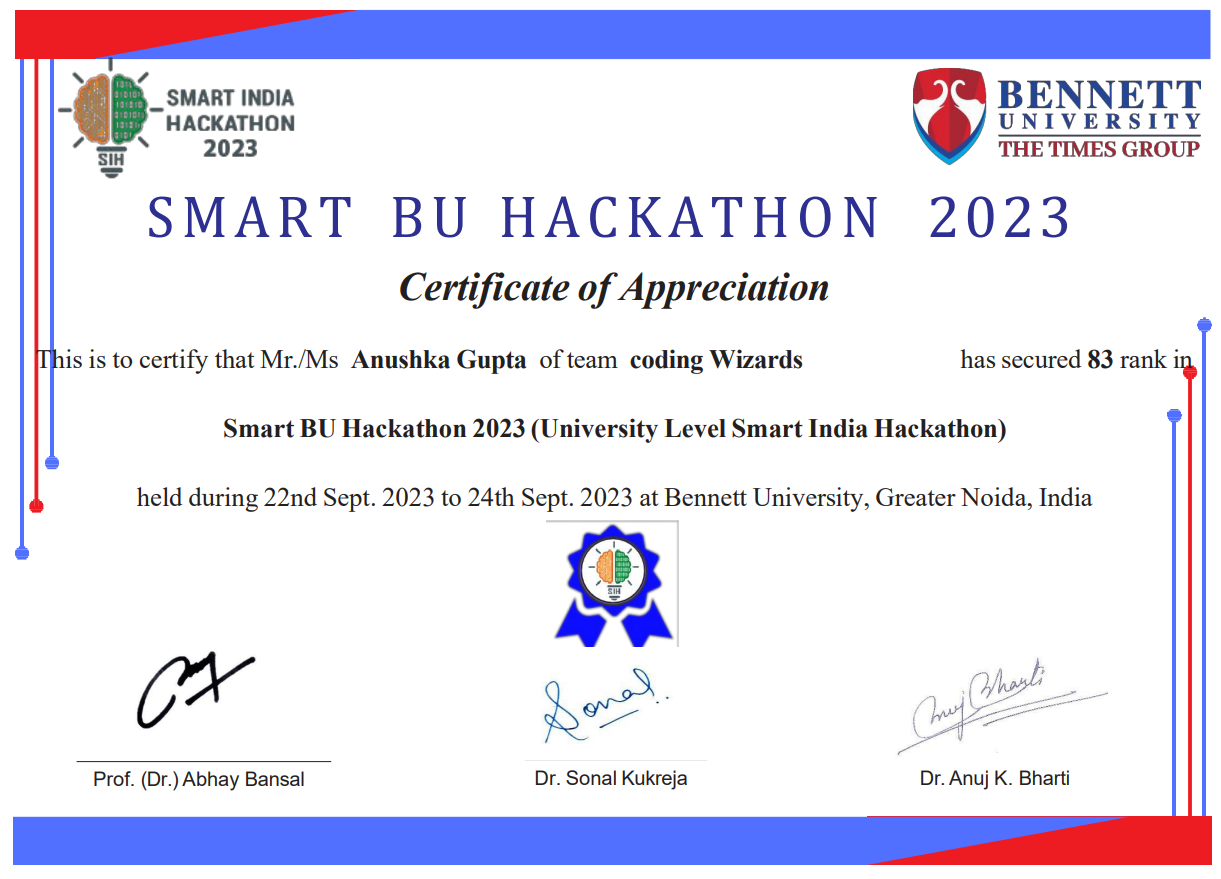 SMART INDIA
HACKATHON
2023
SIH
BENNETT
UNIVERSITY
THE TIMES GROUP
SMART BU HACKATHON 2023
Certificate of Appreciation
This is to certify that Mr./Ms Anushka Gupta of team coding Wizards has secured 83 rank in
Smart BU Hackathon 2023 (University Level Smart India Hackathon)
held during 22nd Sept. 2023 to 24th Sept. 2023 at Bennett University, Greater Noida, India
SIH
Sonal
Anuj Bharti
Prof. (Dr.) Abhay Bansal
Dr. Sonal Kukreja
Dr. Anuj K. Bharti